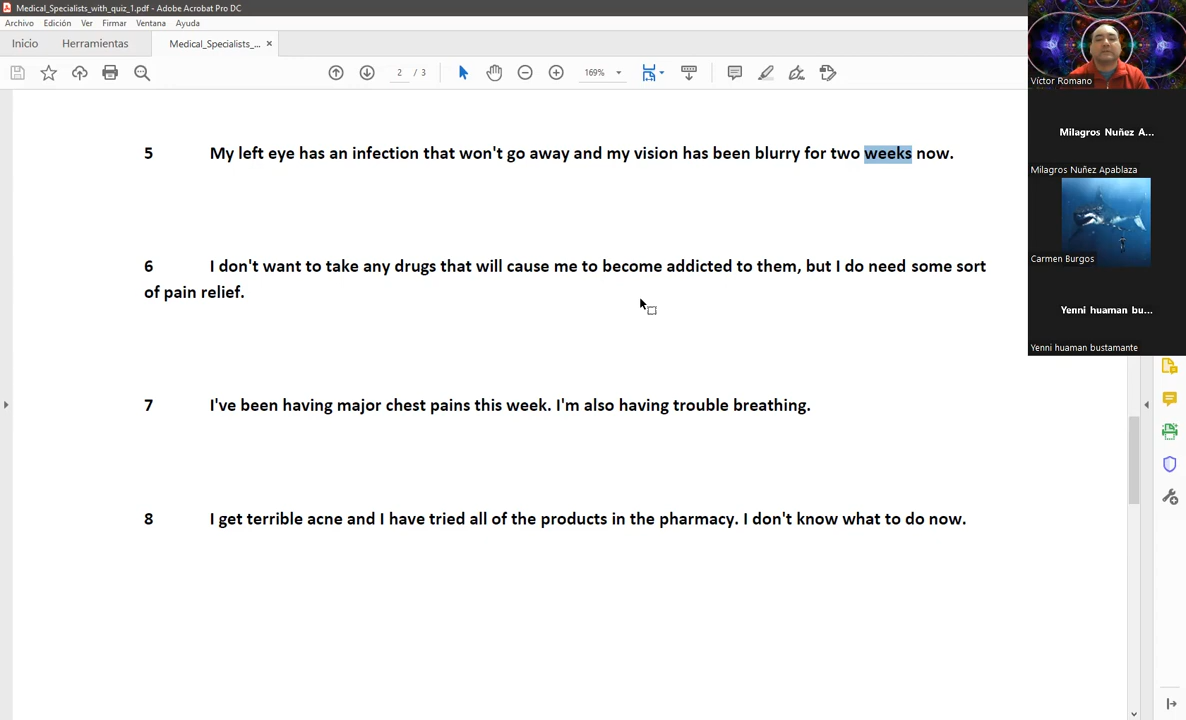 Medical_Specialists_with_quiz_1.pdf - Adobe Acrobat Pro DC
Archivo Edición Ver Firmar Ventana Ayuda
Inicio Herramientas Medical_Specialists_... ×
2 / 3 169%
5 My left eye has an infection that won't go away and my vision has been blurry for two weeks now.
6 I don't want to take any drugs that will cause me to become addicted to them, but I do need some sort
of pain relief.
7 I've been having major chest pains this week. I'm also having trouble breathing.
8 I get terrible acne and I have tried all of the products in the pharmacy. I don't know what to do now.
Víctor Romano
Milagros Nuñez A...
Milagros Nuñez Apablaza
Carmen Burgos
Yenni huaman bu...
Yenni huaman bustamante